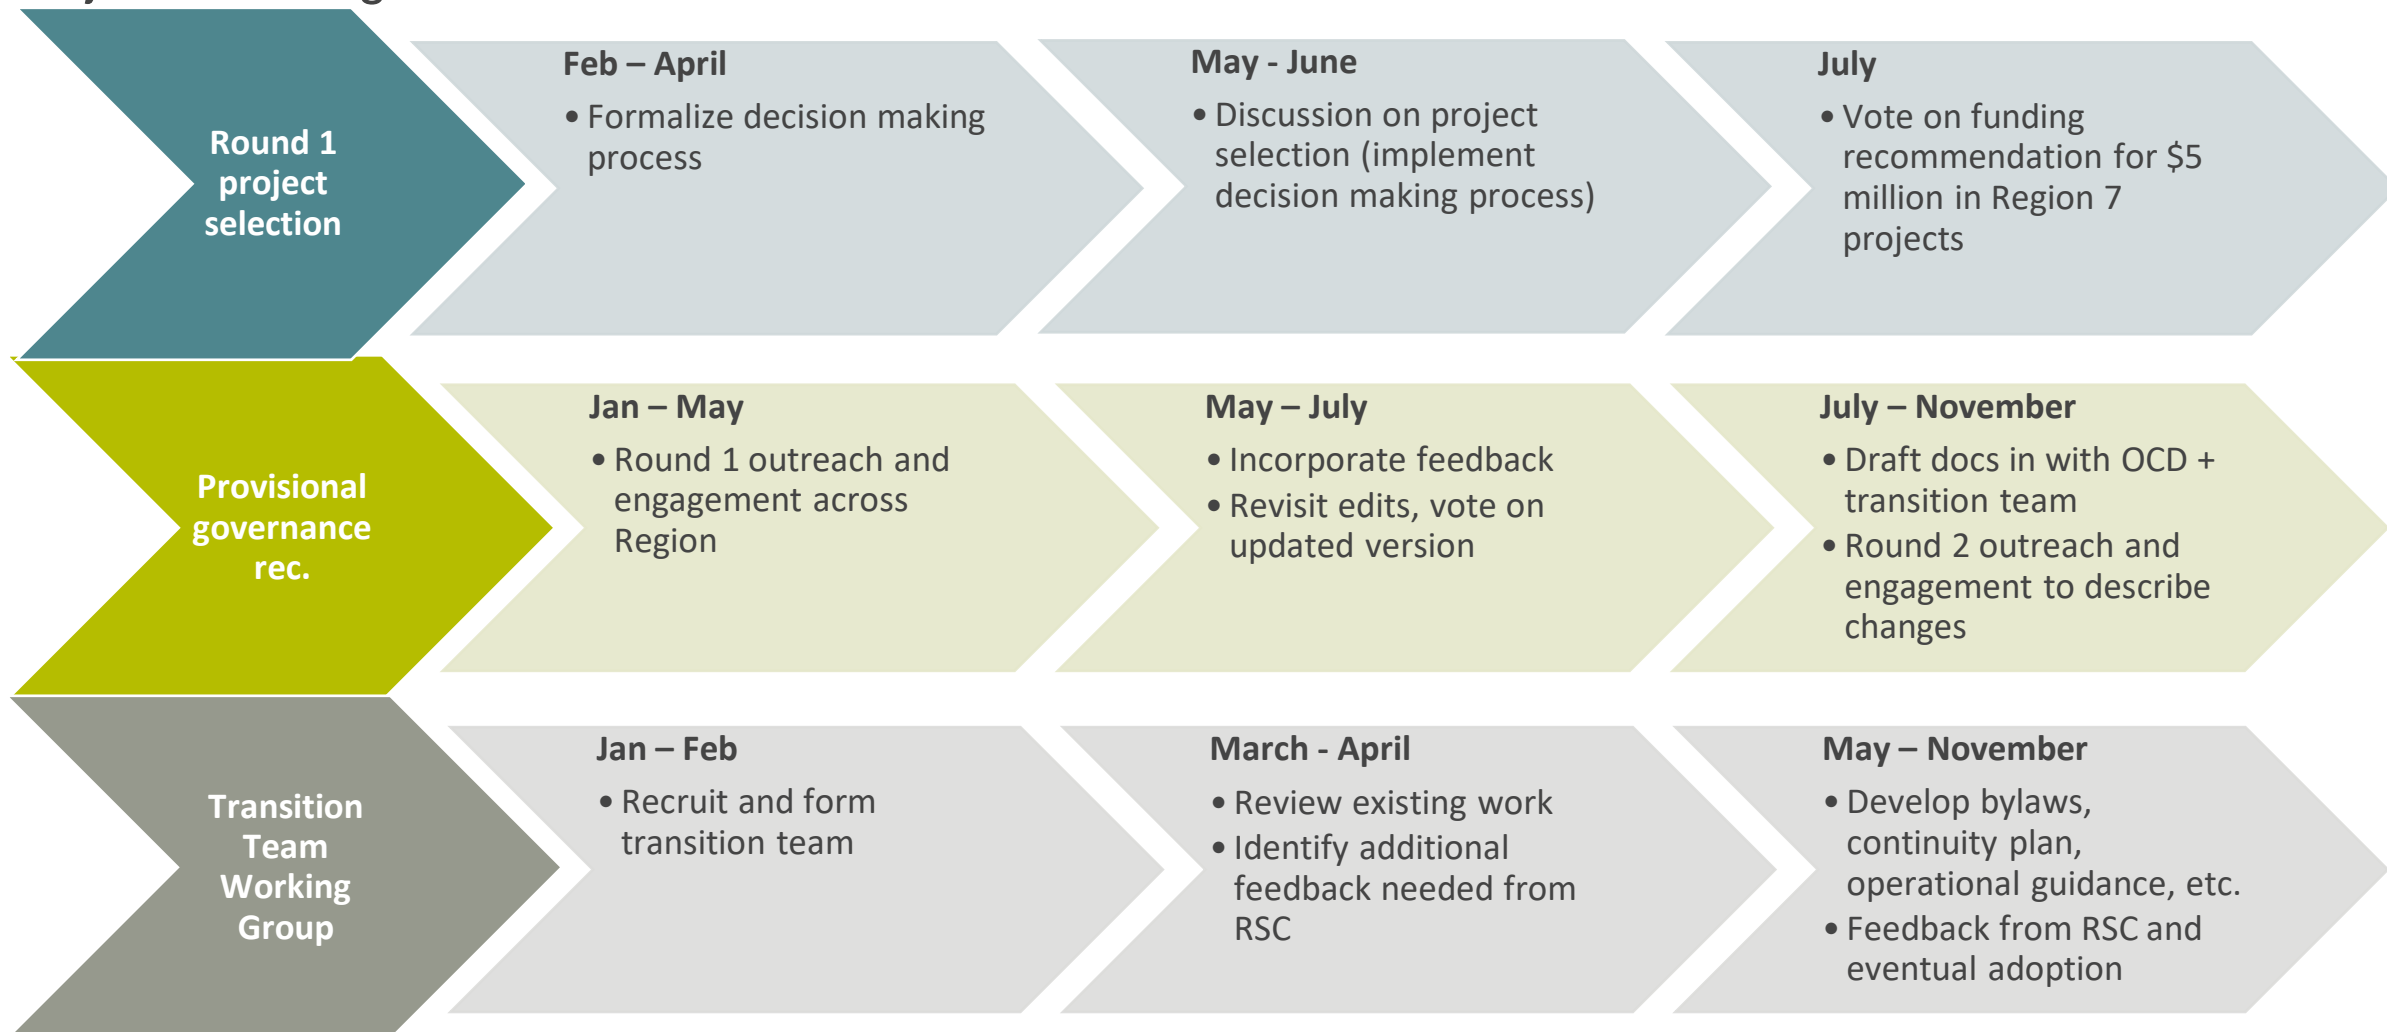 Round 1
project
selection
Feb – April
• Formalize decision making
process
May - June
• Discussion on project
selection (implement
decision making process)
July
• Vote on funding
recommendation for $5
million in Region 7
projects
Provisional
governance
rec.
Jan – May
• Round 1 outreach and
engagement across
Region
May – July
• Incorporate feedback
• Revisit edits, vote on
updated version
July – November
• Draft docs in with OCD +
transition team
• Round 2 outreach and
engagement to describe
changes
Transition
Team
Working
Group
Jan – Feb
• Recruit and form
transition team
March - April
• Review existing work
• Identify additional
feedback needed from
RSC
May – November
• Develop bylaws,
continuity plan,
operational guidance, etc.
• Feedback from RSC and
eventual adoption